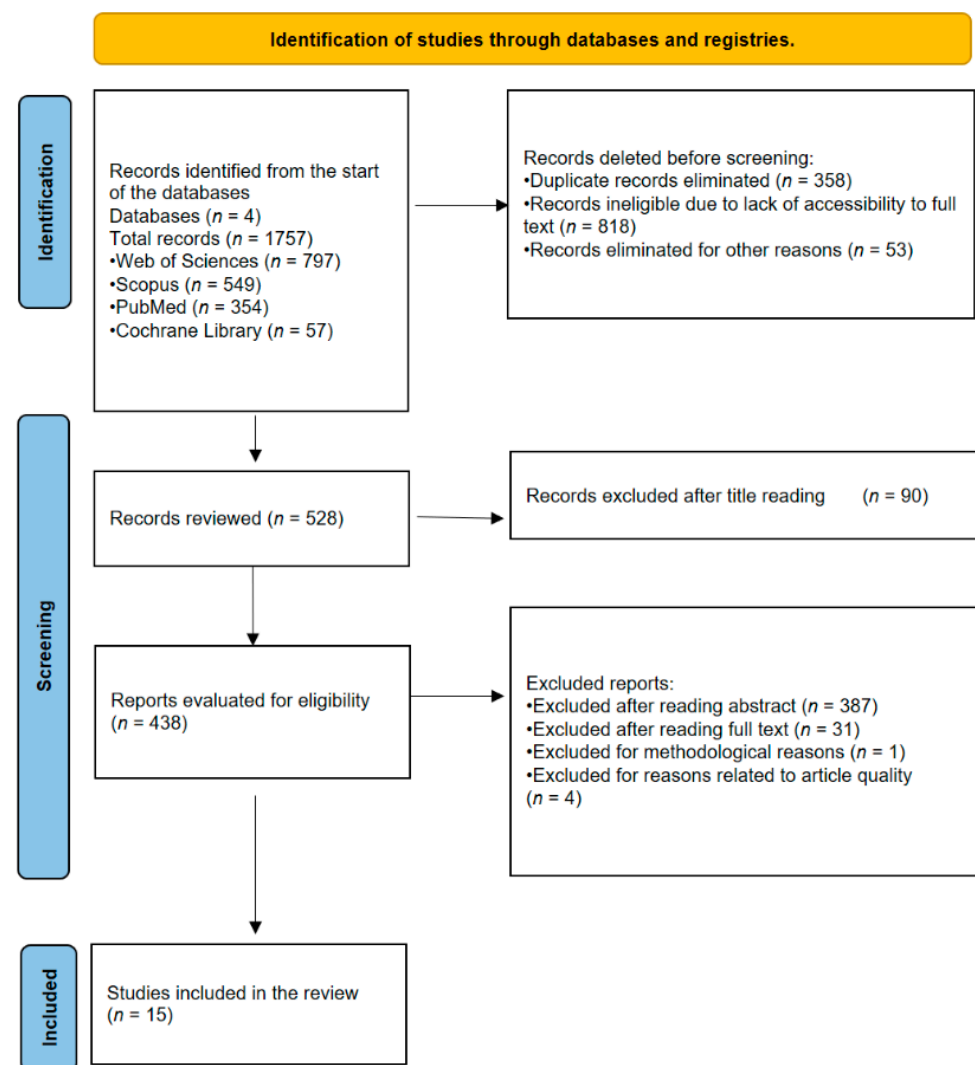 Identification of studies through databases and registries.
Identification
Records identified from the start
of the databases
Databases (n = 4)
Total records (n = 1757)
•Web of Sciences (n = 797)
•Scopus (n = 549)
•PubMed (n = 354)
•Cochrane Library (n = 57)
Records deleted before screening:
•Duplicate records eliminated (n = 358)
•Records ineligible due to lack of accessibility to full
text (n = 818)
•Records eliminated for other reasons (n = 53)
Screening
Records reviewed (n = 528)
Records excluded after title reading (n = 90)
Reports evaluated for eligibility
(n = 438)
Excluded reports:
•Excluded after reading abstract (n = 387)
•Excluded after reading full text (n = 31)
•Excluded for methodological reasons (n = 1)
•Excluded for reasons related to article quality
(n = 4)
Included
Studies included in the review
(n = 15)